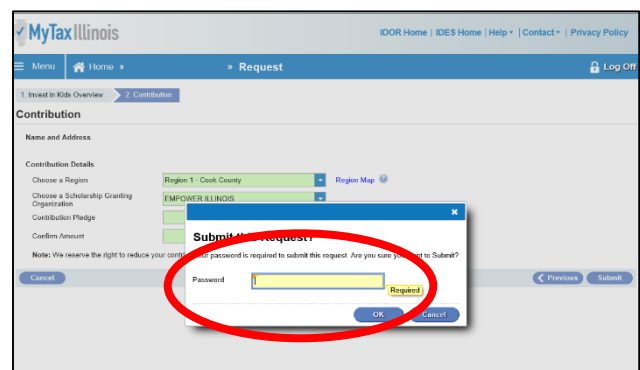 MyTax Illinois
IDOR Home | IDES Home | Help | Contact | Privacy Policy
Menu Home » » Request Log Off
1. Invest in Kids Overview 2. Contribution
Contribution
Name and Address
Contribution Details
Choose a Region Region 1 - Cook County Region Map
Choose a Scholarship Granting Organization EMPOWER ILLINOIS
Contribution Pledge
Confirm Amount
Note: We reserve the right to reduce your contri
Submit this Request?
Your password is required to submit this request. Are you sure you want to Submit?
Password
Required
OK Cancel
Cancel Previous Submit